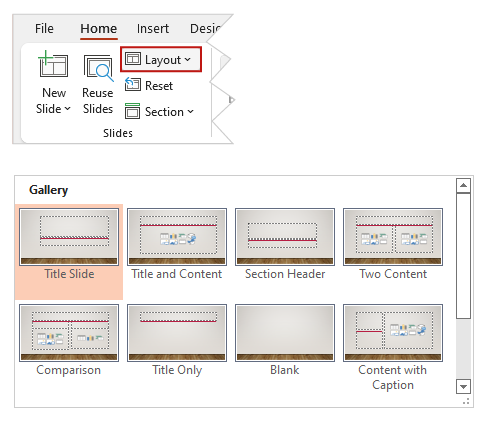 File Home Insert
Layout
New Slide
Reuse Slides
Reset
Section
Slides
Gallery
Title Slide
Title and Content
Section Header
Two Content
Comparison
Title Only
Blank
Content with
Caption